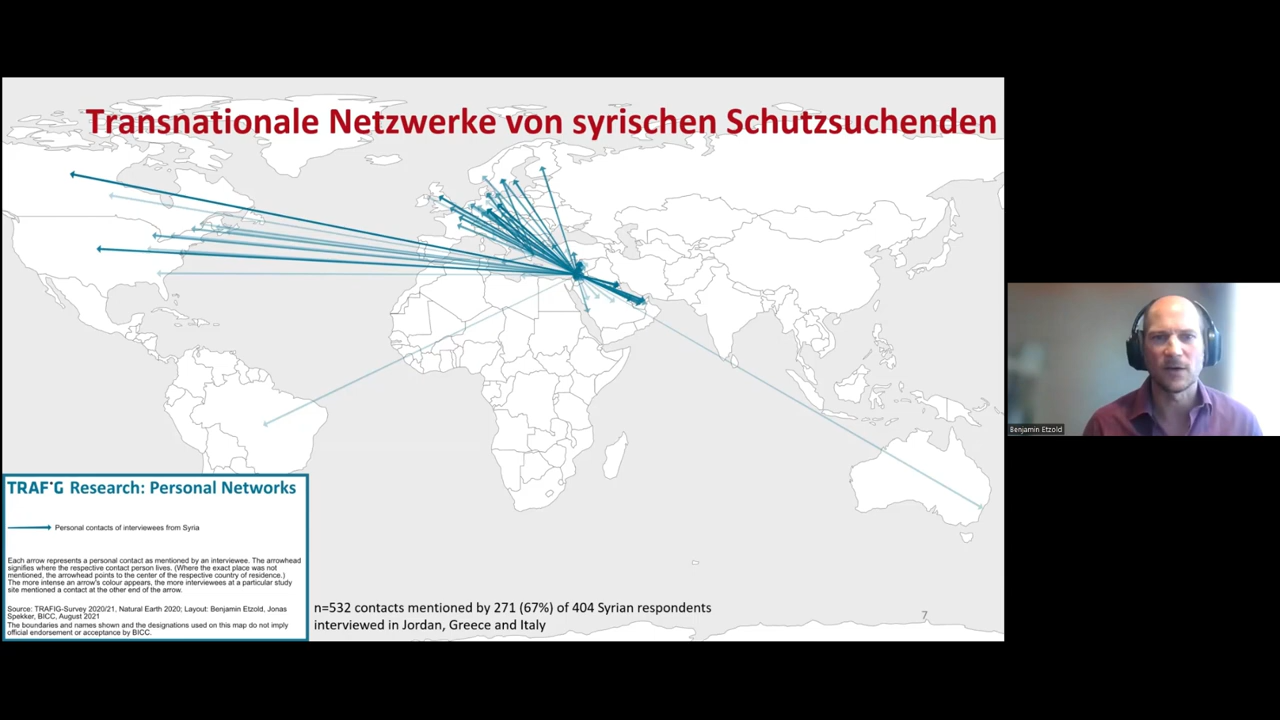 Transnationale Netzwerke von syrischen Schutzsuchenden
Benjamin Etzold
TRAFIG Research: Personal Networks
Personal contacts of interviewees from Syria
Each arrow represents a personal contact as mentioned by an interviewee. The arrowhead
signifies where the respective contact person lives. (Where the exact place was not
mentioned, the arrowhead points to the center of the respective country of residence.)
The more intense an arrow's colour appears, the more interviewees at a particular study
site mentioned a contact at the other end of the arrow.
Source: TRAFIG-Survey 2020/21, Natural Earth 2020; Layout: Benjamin Etzold, Jonas
Spekker, BICC, August 2021
The boundaries and names shown and the designations used on this map do not imply
official endorsement or acceptance by BICC.
n=532 contacts mentioned by 271 (67%) of 404 Syrian respondents
interviewed in Jordan, Greece and Italy
7